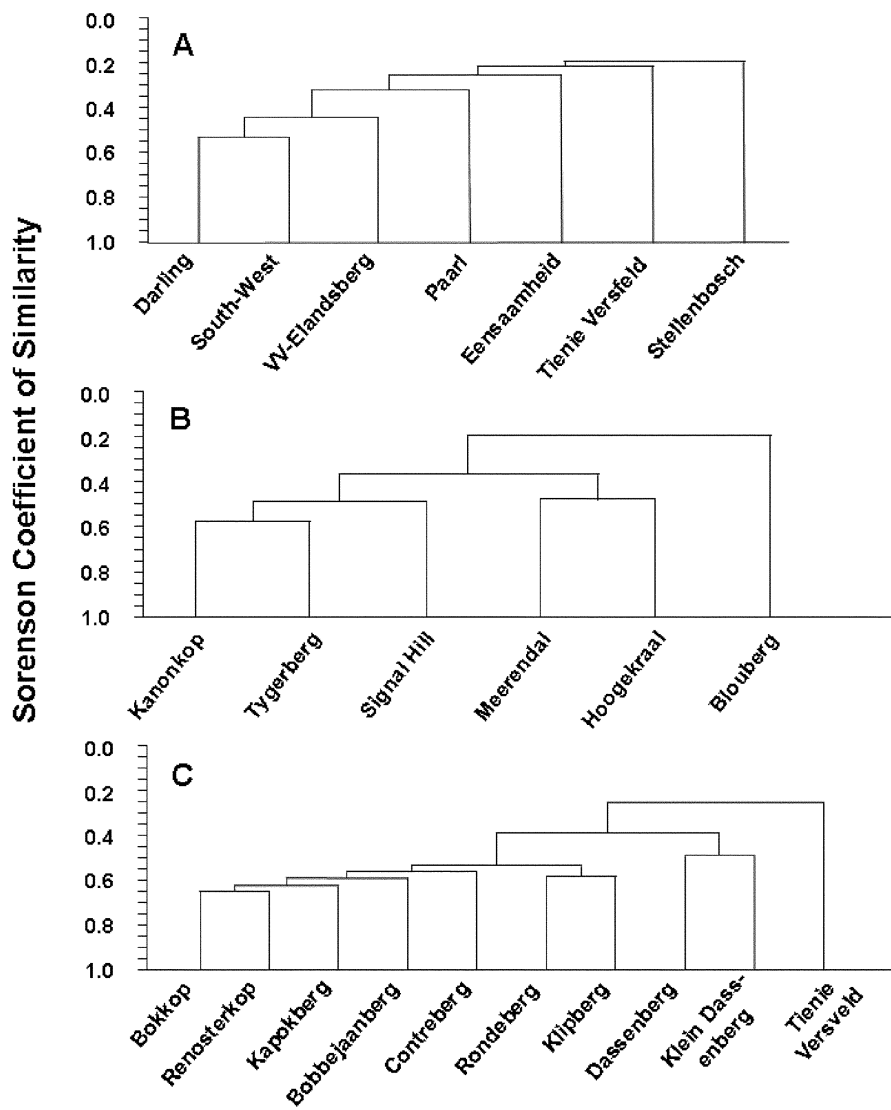 Sorenson Coefficient of Similarity
A
0.0
0.2
0.4
0.6
0.8
1.0
Darling
South-West
VV-Elandsberg
Paarl
Eensaamheid
Tienie Versfeld
Stellenbosch
B
0.0
0.2
0.4
0.6
0.8
1.0
Kanonkop
Tygerberg
Signal Hill
Meerendal
Hoogekraal
Blouberg
C
0.0
0.2
0.4
0.6
0.8
1.0
Bokkop
Renosterkop
Kapokberg
Bobbejaanberg
Contreberg
Rondeberg
Klipberg
Dassenberg
Klein Dass-
enberg
Tienie
Versveld